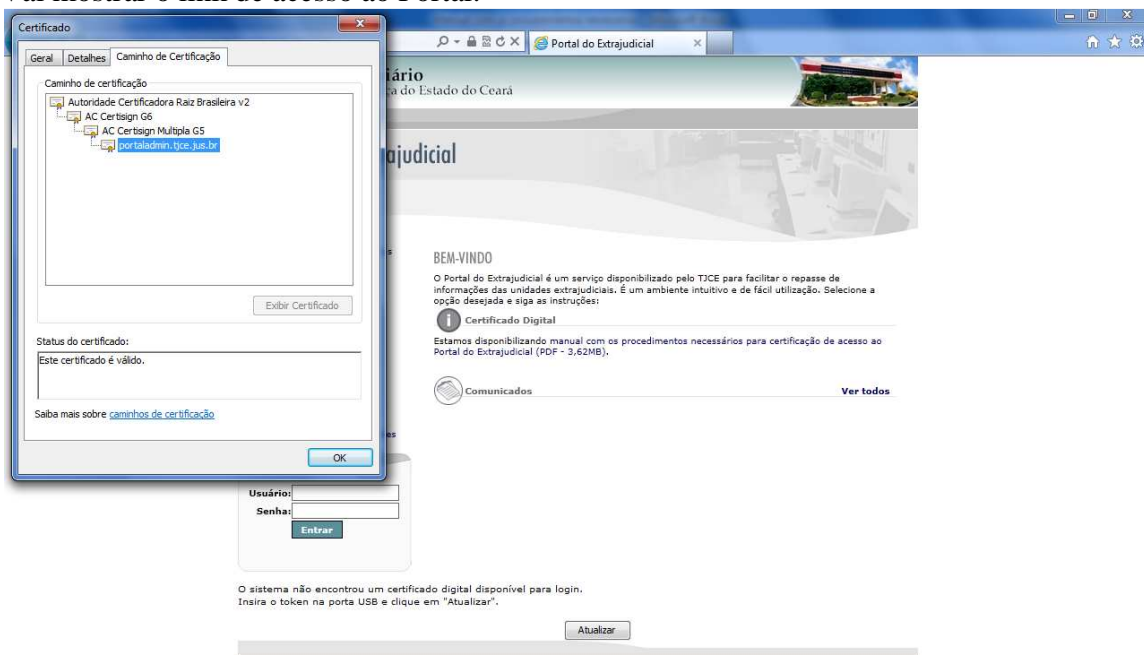 Certificado
Portal do Extrajudicial
Geral Detalhes Caminho de Certificação
Caminho de certificação
Autoridade Certificadora Raiz Brasileira v2
AC Certisign G6
AC Certisign Multipla G5
portaladmin.tjce.jus.br
Exibir Certificado
Status do certificado:
Este certificado é válido.
Saiba mais sobre caminhos de certificação
OK
iário
ça do Estado do Ceará
ajudicial
BEM-VINDO
O Portal do Extrajudicial é um serviço disponibilizado pelo TJCE para facilitar o repasse de
informações das unidades extrajudiciais. É um ambiente intuitivo e de fácil utilização. Selecione a
opção desejada e siga as instruções:
Certificado Digital
Estamos disponibilizando manual com os procedimentos necessários para certificação de acesso ao
Portal do Extrajudicial (PDF - 3,62MB).
Comunicados Ver todos
es
Usuário:
Senha:
Entrar
O sistema não encontrou um certificado digital disponível para login.
Insira o token na porta USB e clique em "Atualizar".
Atualizar